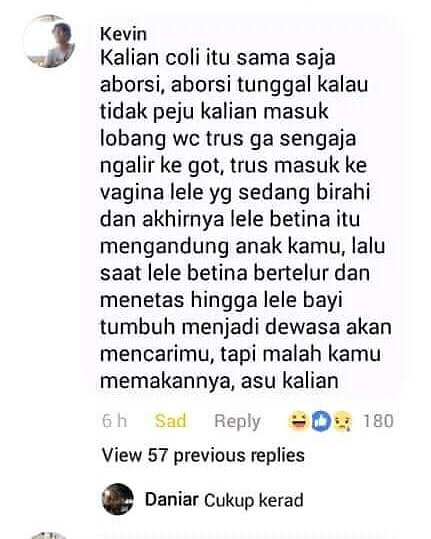 Kevin
Kalian coli itu sama saja
aborsi, aborsi tunggal kalau
tidak peju kalian masuk
lobang wc trus ga sengaja
ngalir ke got, trus masuk ke
vagina lele yg sedang birahi
dan akhirnya lele betina itu
mengandung anak kamu, lalu
saat lele betina bertelur dan
menetas hingga lele bayi
tumbuh menjadi dewasa akan
mencarimu, tapi malah kamu
memakannya, asu kalian
6 h Sad Reply 180
View 57 previous replies
Daniar Cukup kerad